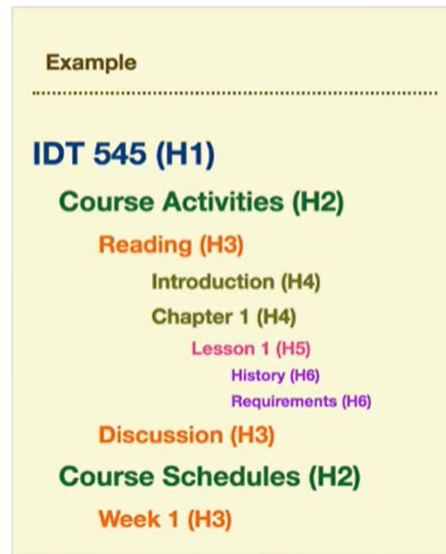 Example
IDT 545 (H1)
Course Activities (H2)
Reading (H3)
Introduction (H4)
Chapter 1 (H4)
Lesson 1 (H5)
History (H6)
Requirements (H6)
Discussion (H3)
Course Schedules (H2)
Week 1 (H3)